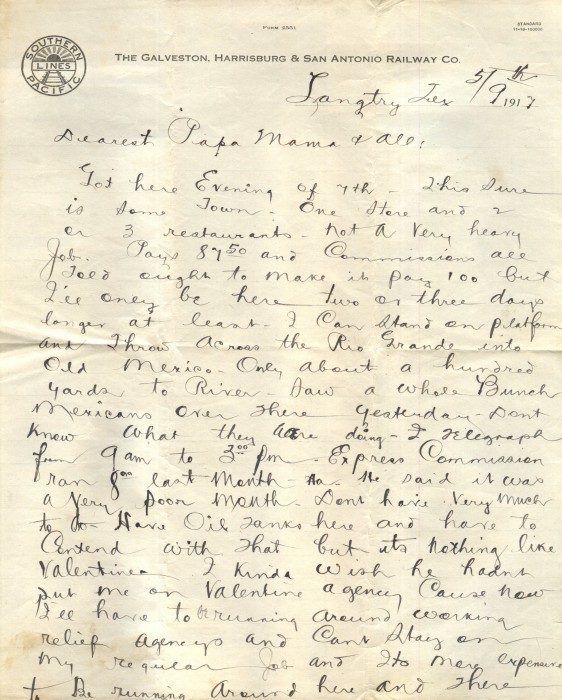 Form 2551
STANDARD
SOUTHERN PACIFIC
LINES
THE GALVESTON, HARRISBURG & SAN ANTONIO RAILWAY CO.
Langtry Tex 5/9th 1917
Dearest Papa Mama & All:
Got here Evening of 7th - This Sure
is Some Town - One Store and 2
or 3 restaurants - not a very heavy
Job. Pays 87 50 and Commissions all
Told ought to make it pay 100 but
I'll only be here two or three days
longer at least - I Can stand on platform
and Throw Across the Rio Grande into
Old Mexico - Only About a hundred
yards to River - Saw a whole Bunch
Mexicans over There yesterday - Dont
Know what they are doing - I Telegraph
from 9 am to 3 00 pm - Express Commission
ran 8 last Month - He said it was
a very poor month - Dont have very much
to do - Have Oil Tanks here and have to
Contend with That but its nothing like
Valentine - I Kinda wish he hadnt
put me on Valentine agency Cause now
I'll have to be running around working
relief agencys and Cant Stay on
my regular Job and Its more expensive
to Be running Around here and There